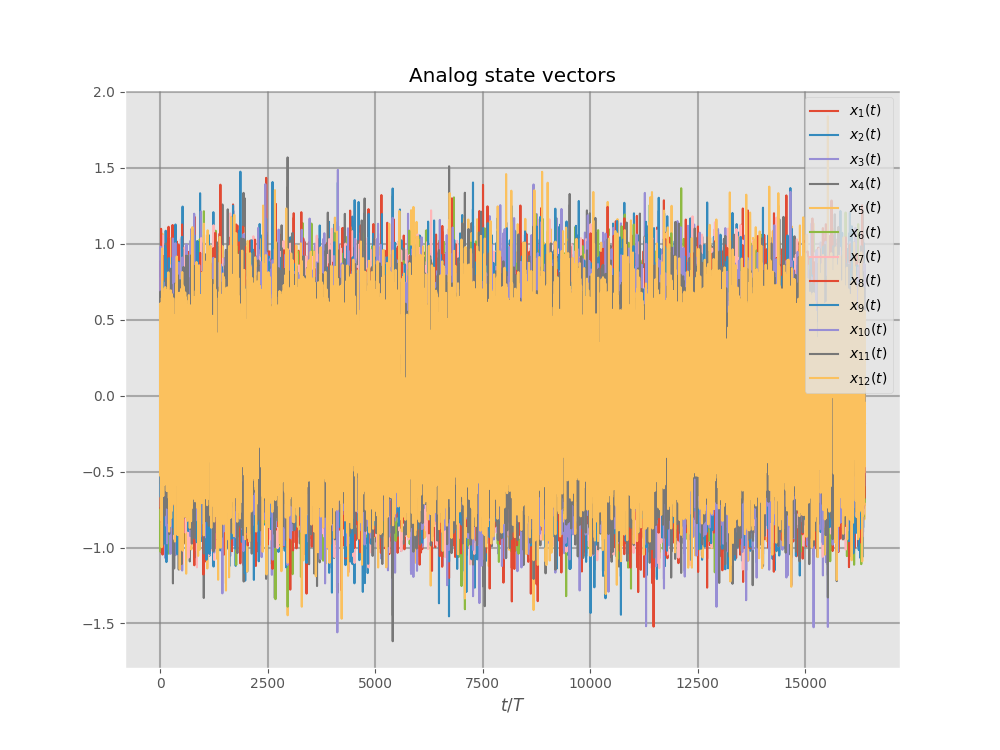 Analog state vectors
2.0
1.5
1.0
0.5
0.0
−0.5
−1.0
−1.5
0
2500
5000
7500
10000
12500
15000
t/T
x₁(t)
x₂(t)
x₃(t)
x₄(t)
x₅(t)
x₆(t)
x₇(t)
x₈(t)
x₉(t)
x₁₀(t)
x₁₁(t)
x₁₂(t)